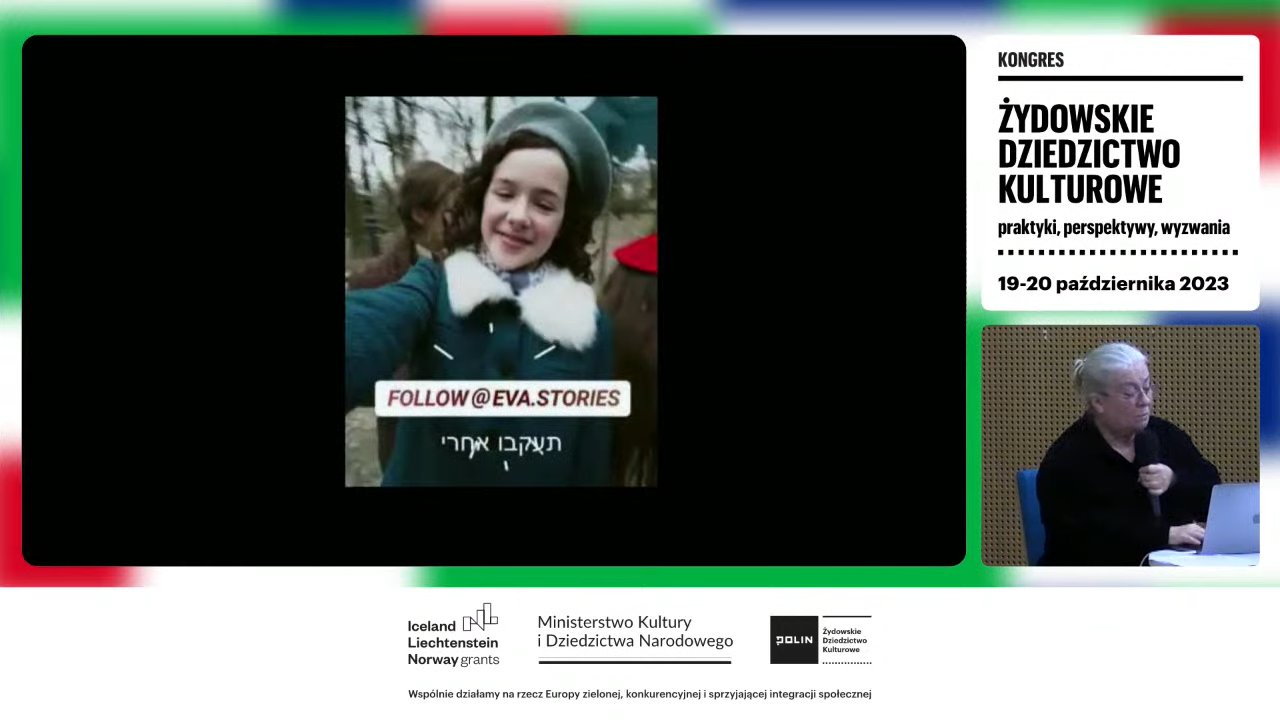 FOLLOW@EVA.STORIES
תעקבו אחרי
KONGRES
ŻYDOWSKIE
DZIEDZICTWO
KULTUROWE
praktyki, perspektywy, wyzwania
19-20 października 2023
Iceland
Liechtenstein
Norway grants
Ministerstwo Kultury
i Dziedzictwa Narodowego
POLIN
Żydowskie
Dziedzictwo
Kulturowe
Wspólnie działamy na rzecz Europy zielonej, konkurencyjnej i sprzyjającej integracji społecznej